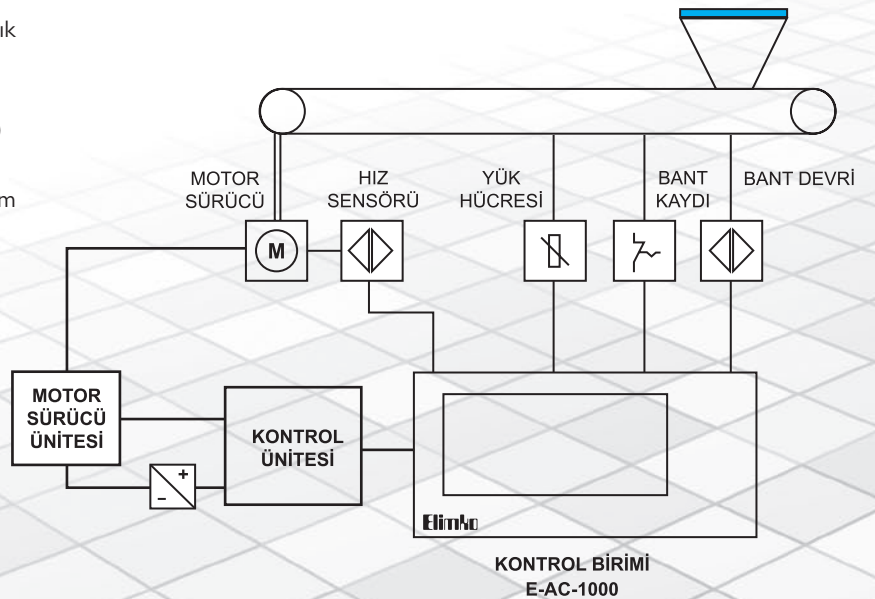 ık
m
MOTOR
SÜRÜCÜ
HIZ
SENSÖRÜ
YÜK
HÜCRESİ
BANT
KAYDI
BANT DEVRİ
M
MOTOR
SÜRÜCÜ
ÜNİTESİ
+
–
KONTROL
ÜNİTESİ
Elimko
KONTROL BİRİMİ
E-AC-1000